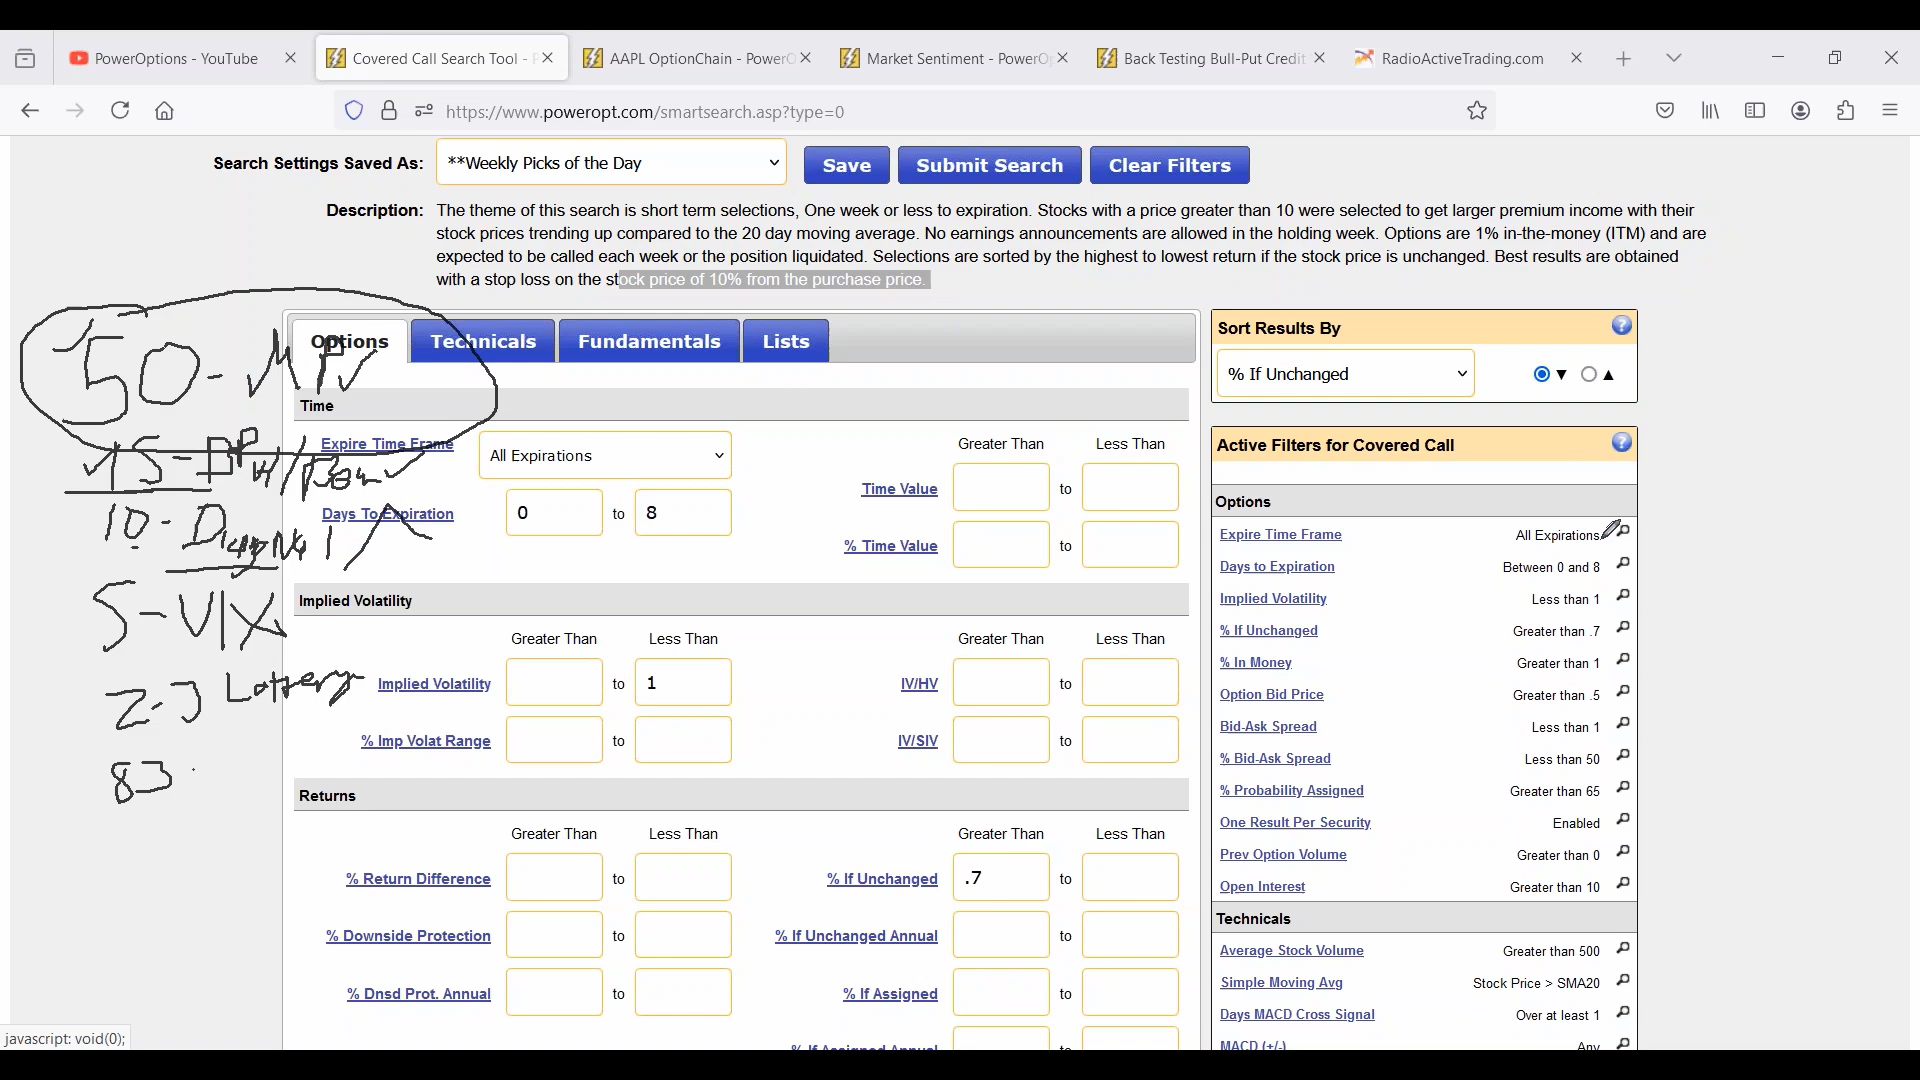 PowerOptions - YouTube
Covered Call Search Tool - P
AAPL OptionChain - PowerO
Market Sentiment - PowerOp
Back Testing Bull-Put Credit
RadioActiveTrading.com
https://www.poweropt.com/smartsearch.asp?type=0
Search Settings Saved As: **Weekly Picks of the Day Save Submit Search Clear Filters
Description: The theme of this search is short term selections, One week or less to expiration. Stocks with a price greater than 10 were selected to get larger premium income with their
stock prices trending up compared to the 20 day moving average. No earnings announcements are allowed in the holding week. Options are 1% in-the-money (ITM) and are
expected to be called each week or the position liquidated. Selections are sorted by the highest to lowest return if the stock price is unchanged. Best results are obtained
with a stop loss on the stock price of 10% from the purchase price.
Options Technicals Fundamentals Lists
50 - MP
Time
Expire Time Frame All Expirations
Greater Than Less Than
Time Value to
15 - BP
Days To Expiration 0 to 8
% Time Value to
10 -
Implied Volatility
5 - VIX
Greater Than Less Than Greater Than Less Than
Implied Volatility to 1 IV/HV to
2-3 Lottery
% Imp Volat Range to IV/SIV to
83
Returns
Greater Than Less Than Greater Than Less Than
% Return Difference to % If Unchanged .7 to
% Downside Protection to % If Unchanged Annual to
% Dnsd Prot. Annual to % If Assigned to
% If Assigned Annual to
Sort Results By
% If Unchanged ▼ ▲
Active Filters for Covered Call
Options
Expire Time Frame All Expirations
Days to Expiration Between 0 and 8
Implied Volatility Less than 1
% If Unchanged Greater than .7
% In Money Greater than 1
Option Bid Price Greater than .5
Bid-Ask Spread Less than 1
% Bid-Ask Spread Less than 50
% Probability Assigned Greater than 65
One Result Per Security Enabled
Prev Option Volume Greater than 0
Open Interest Greater than 10
Technicals
Average Stock Volume Greater than 500
Simple Moving Avg Stock Price > SMA20
Days MACD Cross Signal Over at least 1
MACD (+/-) Any
javascript: void(0);